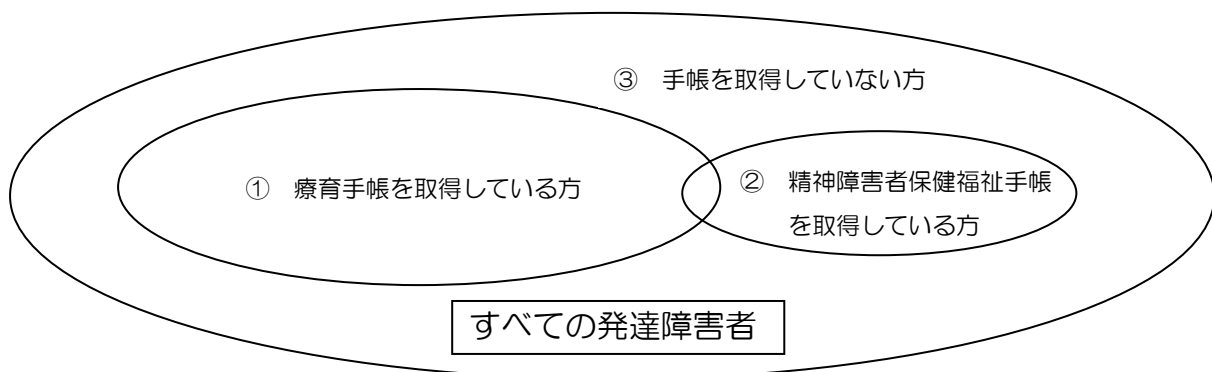 ③ 手帳を取得していない方
① 療育手帳を取得している方
② 精神障害者保健福祉手帳
を取得している方
すべての発達障害者